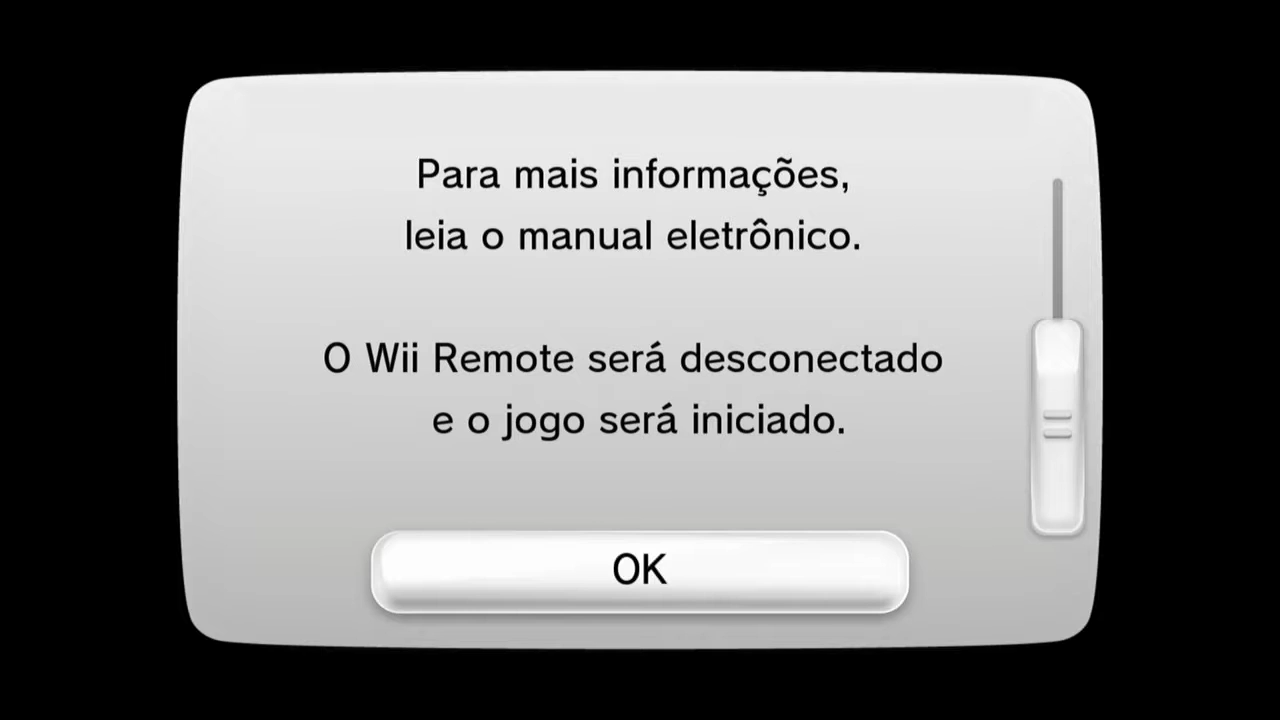 Para mais informações,
leia o manual eletrônico.
O Wii Remote será desconectado
e o jogo será iniciado.
OK